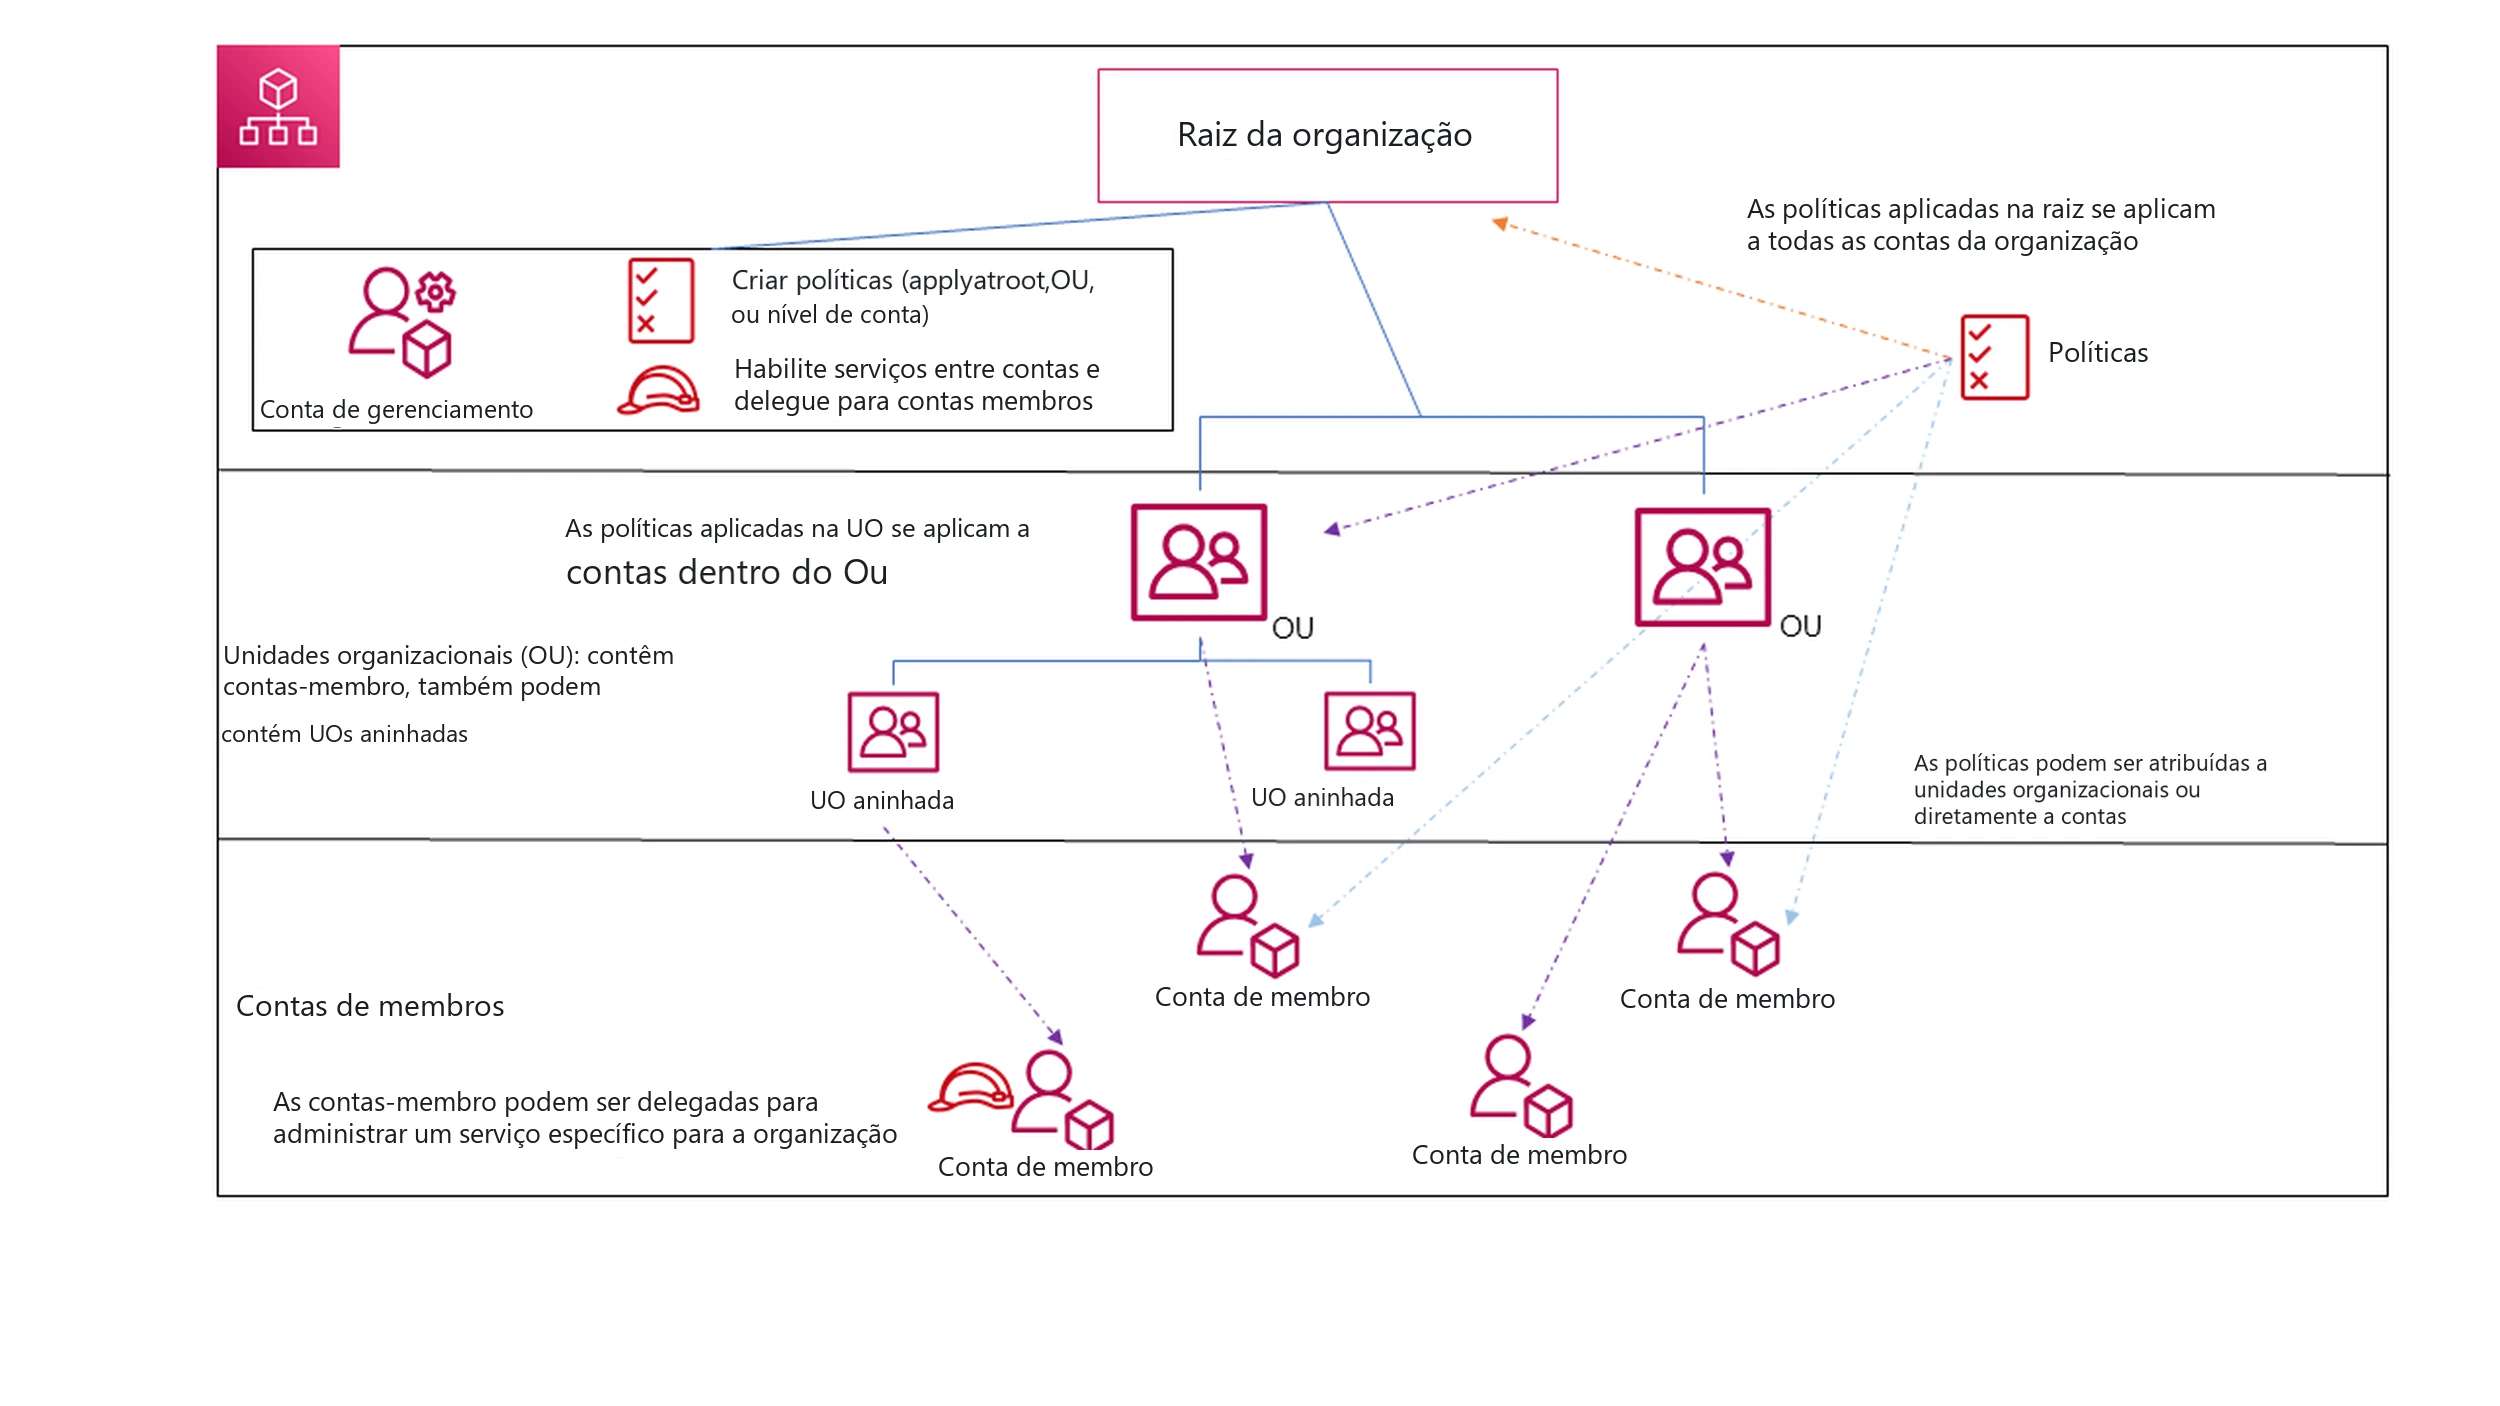 Raiz da organização
As políticas aplicadas na raiz se aplicam
a todas as contas da organização
Criar políticas (applyatroot,OU,
ou nível de conta)
Habilite serviços entre contas e
delegue para contas membros
Conta de gerenciamento
Políticas
As políticas aplicadas na UO se aplicam a
contas dentro do Ou
OU
OU
Unidades organizacionais (OU): contêm
contas-membro, também podem
contém UOs aninhadas
UO aninhada
UO aninhada
As políticas podem ser atribuídas a
unidades organizacionais ou
diretamente a contas
Conta de membro
Conta de membro
Contas de membros
As contas-membro podem ser delegadas para
administrar um serviço específico para a organização
Conta de membro
Conta de membro